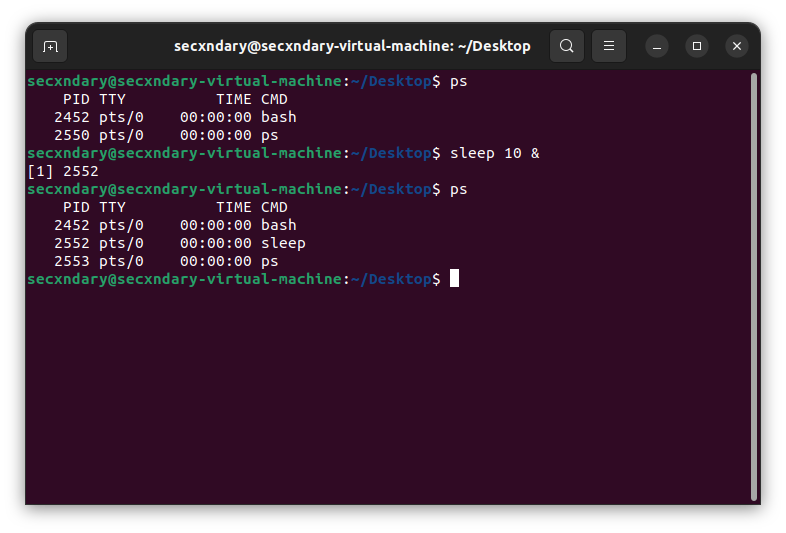 secxndary@secxndary-virtual-machine: ~/Desktop
secxndary@secxndary-virtual-machine:~/Desktop$ ps
    PID TTY          TIME CMD
   2452 pts/0    00:00:00 bash
   2550 pts/0    00:00:00 ps
secxndary@secxndary-virtual-machine:~/Desktop$ sleep 10 &
[1] 2552
secxndary@secxndary-virtual-machine:~/Desktop$ ps
    PID TTY          TIME CMD
   2452 pts/0    00:00:00 bash
   2552 pts/0    00:00:00 sleep
   2553 pts/0    00:00:00 ps
secxndary@secxndary-virtual-machine:~/Desktop$